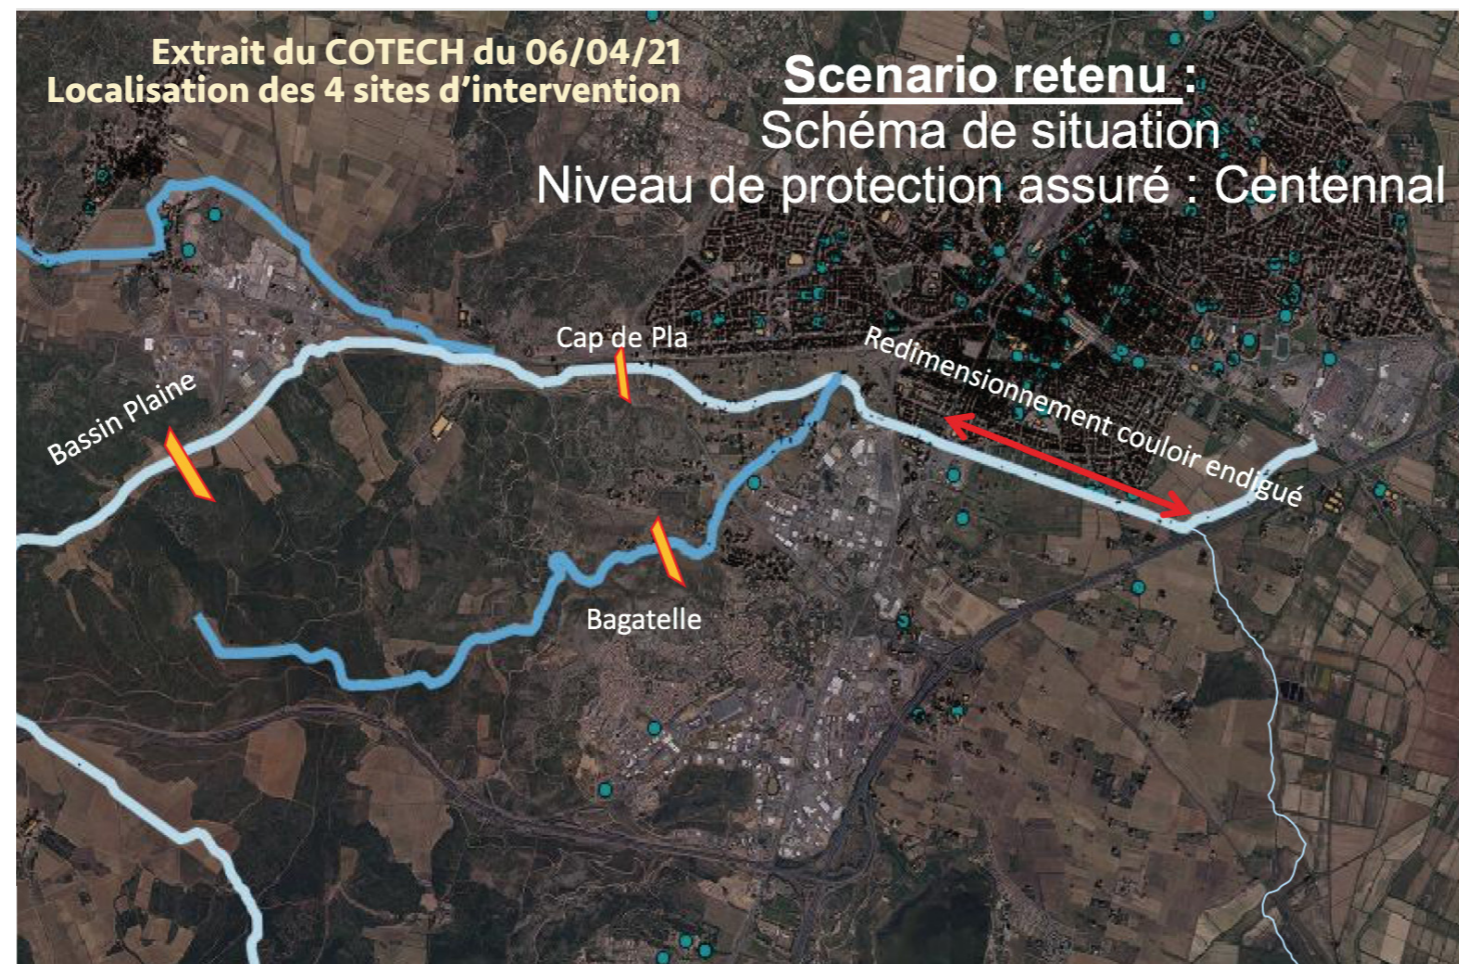 Extrait du COTECH du 06/04/21
Localisation des 4 sites d’intervention
Scenario retenu :
Schéma de situation
Niveau de protection assuré : Centennal
Cap de Pla
Redimensionnement couloir endigué
Bassin Plaine
Bagatelle